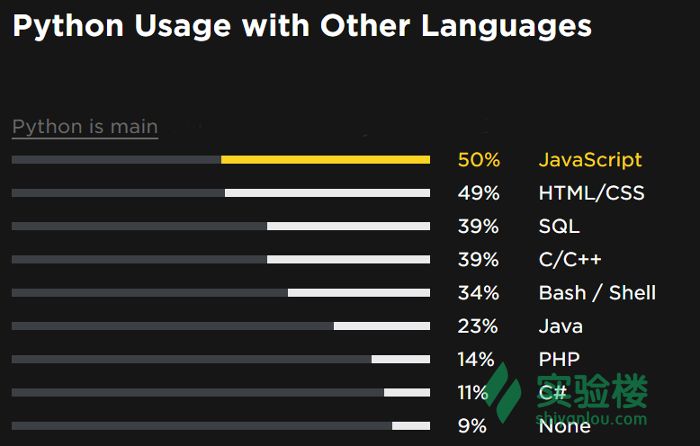 Python Usage with Other Languages
Python is main
50% JavaScript
49% HTML/CSS
39% SQL
39% C/C++
34% Bash / Shell
23% Java
14% PHP
11% C#
9% None
实验楼
shiyanlou.com